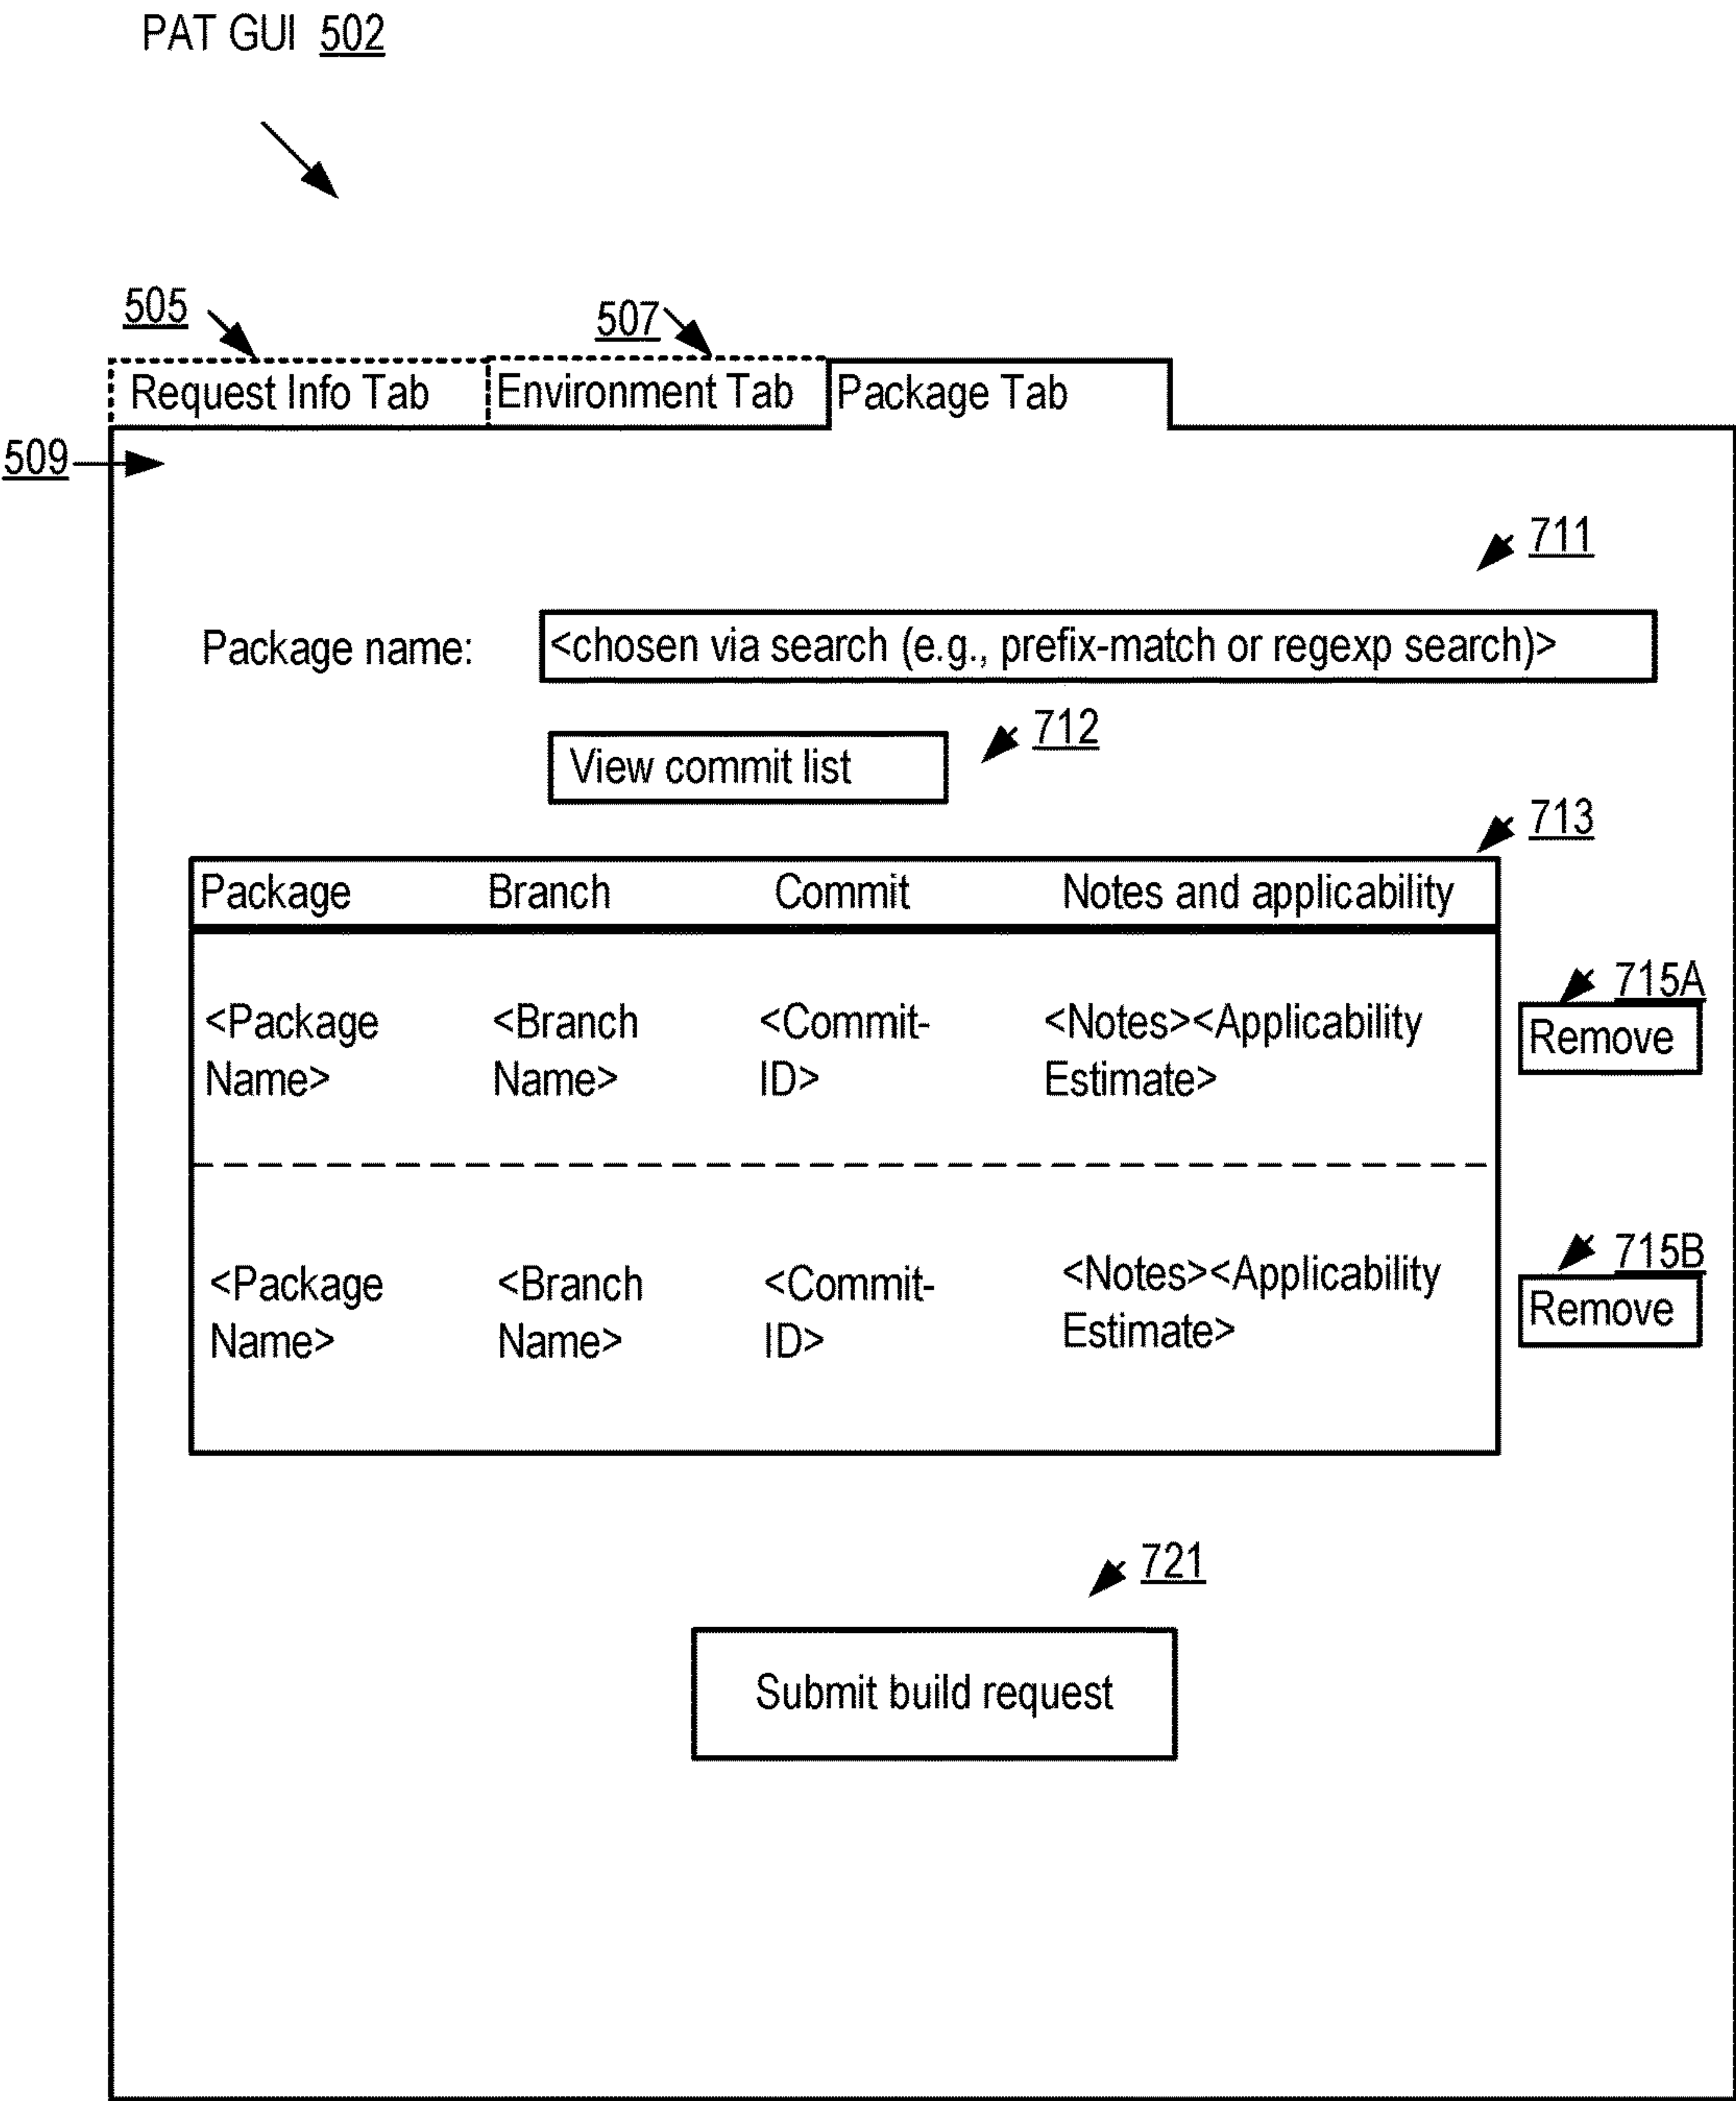 PAT GUI 502
505
507
Request Info Tab Environment Tab Package Tab
509
711
Package name: <chosen via search (e.g., prefix-match or regexp search)>
712
View commit list
713
Package Branch Commit Notes and applicability
715A
<Package <Branch <Commit- <Notes><Applicability
Remove
Name> Name> ID> Estimate>
715B
<Package <Branch <Commit- <Notes><Applicability
Remove
Name> Name> ID> Estimate>
721
Submit build request